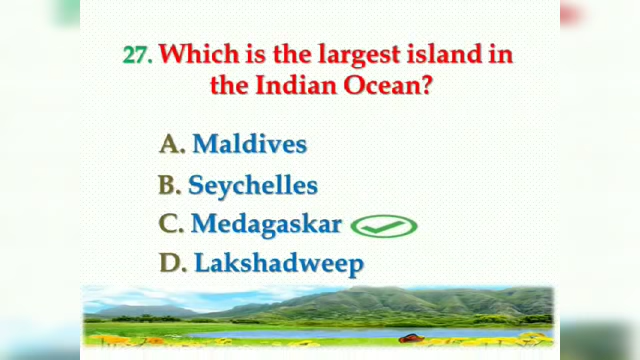 27. Which is the largest island in
the Indian Ocean?
A. Maldives
B. Seychelles
C. Medagaskar
D. Lakshadweep